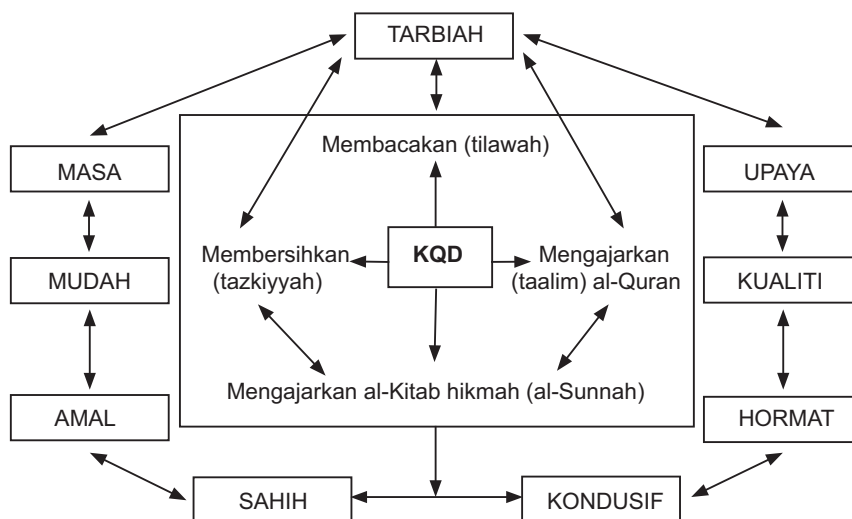 TARBIAH
Membacakan (tilawah)
MASA
UPAYA
Membersihkan
(tazkiyyah)
KQD
Mengajarkan
(taalim) al-Quran
MUDAH
KUALITI
Mengajarkan al-Kitab hikmah (al-Sunnah)
AMAL
HORMAT
SAHIH
KONDUSIF